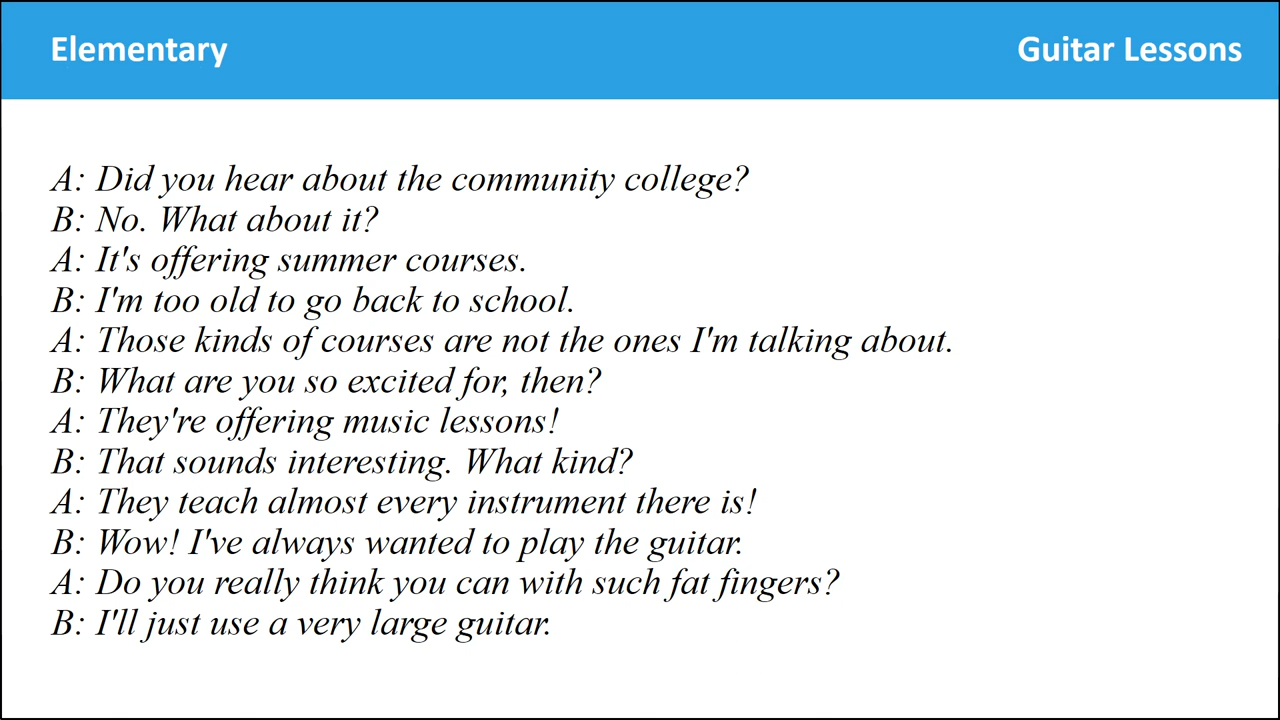 Elementary
Guitar Lessons
A: Did you hear about the community college?
B: No. What about it?
A: It's offering summer courses.
B: I'm too old to go back to school.
A: Those kinds of courses are not the ones I'm talking about.
B: What are you so excited for, then?
A: They're offering music lessons!
B: That sounds interesting. What kind?
A: They teach almost every instrument there is!
B: Wow! I've always wanted to play the guitar.
A: Do you really think you can with such fat fingers?
B: I'll just use a very large guitar.